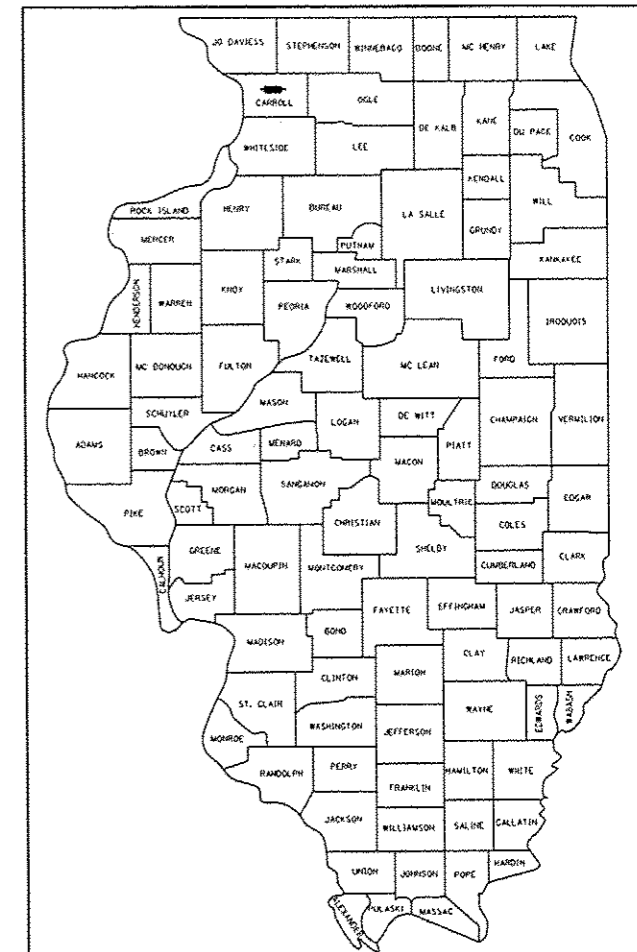 JO DAVIESS STEPHENSON WINNEBAGO BOONE MC HENRY LAKE
CARROLL OGLE DE KALB KANE DU PAGE COOK
WHITESIDE LEE KENDALL WILL
ROCK ISLAND HENRY BUREAU LA SALLE GRUNDY
MERCER STARK PUTNAM KANKAKEE
HENDERSON WARREN KNOX MARSHALL LIVINGSTON
PEORIA WOODFORD IROQUOIS
HANCOCK MC DONOUGH FULTON TAZEWELL MC LEAN FORD
SCHUYLER MASON LOGAN DE WITT CHAMPAIGN VERMILION
ADAMS BROWN CASS MENARD MACON PIATT
PIKE SCOTT MORGAN SANGAMON CHRISTIAN MOULTRIE DOUGLAS EDGAR
COLES
CALHOUN GREENE MACOUPIN MONTGOMERY SHELBY CUMBERLAND CLARK
JERSEY FAYETTE EFFINGHAM JASPER CRAWFORD
MADISON BOND CLAY RICHLAND LAWRENCE
CLINTON MARION
ST. CLAIR WASHINGTON JEFFERSON WAYNE EDWARDS WABASH
MONROE
RANDOLPH PERRY FRANKLIN HAMILTON WHITE
JACKSON WILLIAMSON SALINE GALLATIN
UNION JOHNSON POPE HARDIN
ALEXANDER PULASKI MASSAC